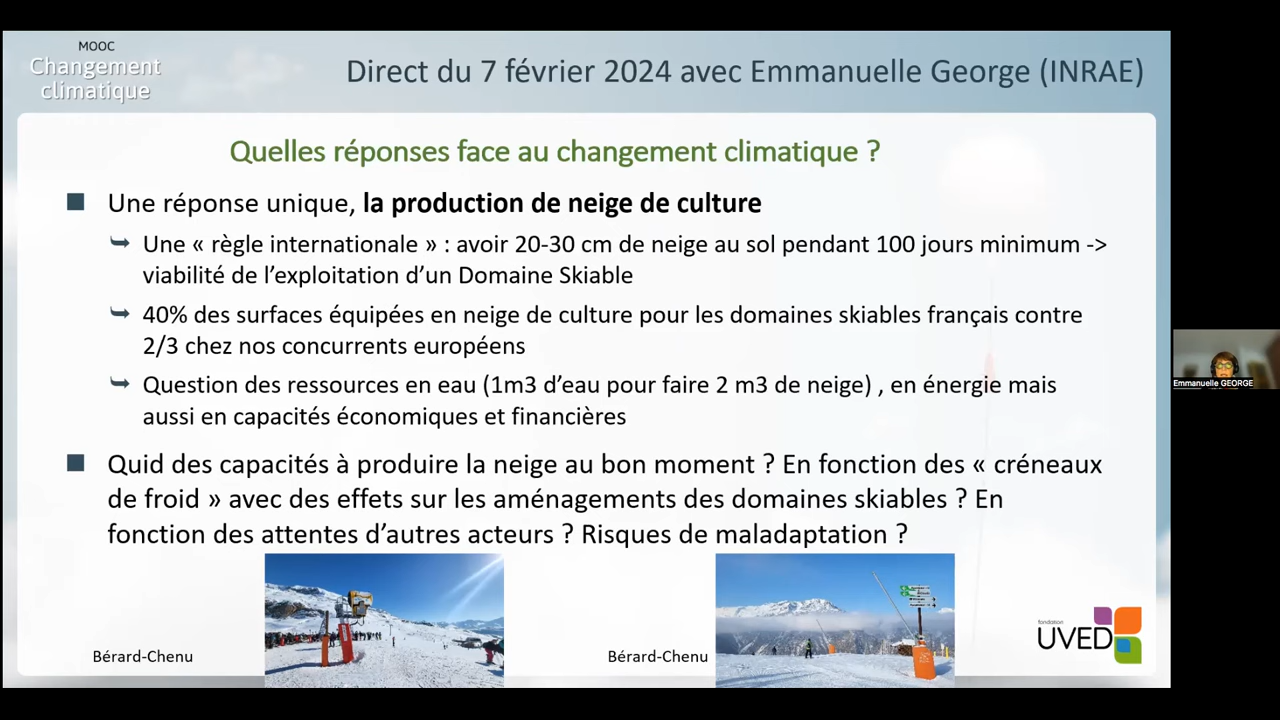 MOOC
Changement
climatique
Direct du 7 février 2024 avec Emmanuelle George (INRAE)
Quelles réponses face au changement climatique ?
Une réponse unique, la production de neige de culture
Une « règle internationale » : avoir 20-30 cm de neige au sol pendant 100 jours minimum ->
viabilité de l’exploitation d’un Domaine Skiable
40% des surfaces équipées en neige de culture pour les domaines skiables français contre
2/3 chez nos concurrents européens
Question des ressources en eau (1m3 d’eau pour faire 2 m3 de neige) , en énergie mais
aussi en capacités économiques et financières
Quid des capacités à produire la neige au bon moment ? En fonction des « créneaux
de froid » avec des effets sur les aménagements des domaines skiables ? En
fonction des attentes d’autres acteurs ? Risques de maladaptation ?
Bérard-Chenu
Bérard-Chenu
fondation
UVED
Emmanuelle GEORGE